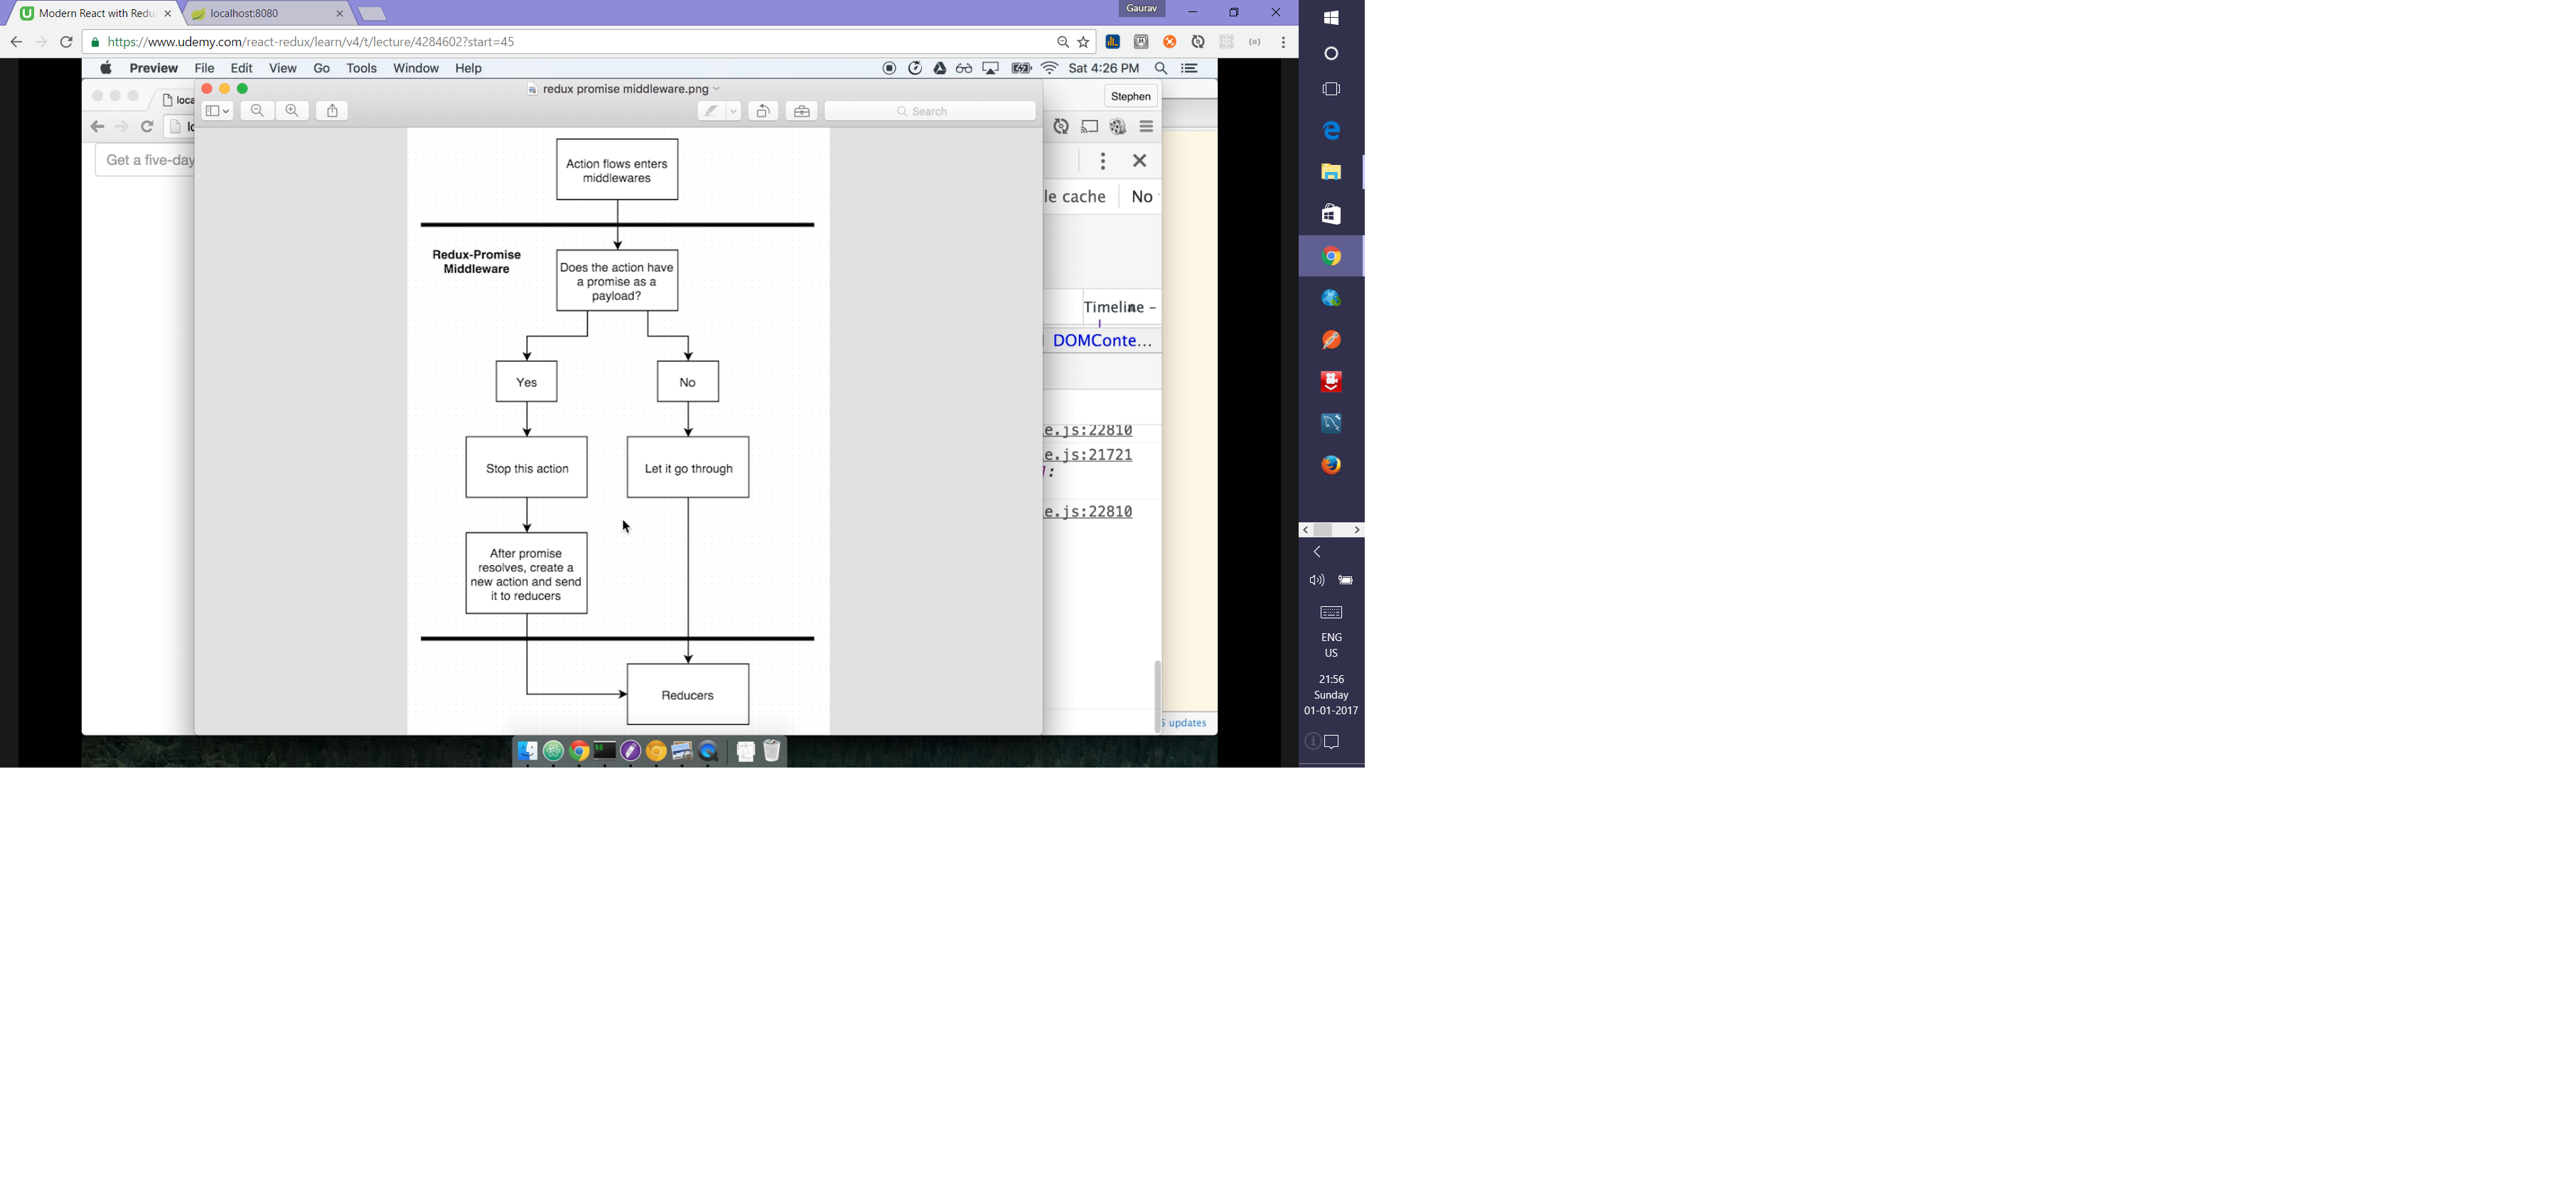 Modern React with Redu
localhost:8080
Gaurav
https://www.udemy.com/react-redux/learn/v4/t/lecture/4284602?start=45
Preview File Edit View Go Tools Window Help
Sat 4:26 PM
loca
redux promise middleware.png
Stephen
Search
Get a five-day
le cache
No
Timeline –
DOMConte...
e.js:22810
e.js:21721
e.js:22810
5 updates
Action flows enters
middlewares
Redux-Promise
Middleware
Does the action have
a promise as a
payload?
Yes
No
Stop this action
Let it go through
After promise
resolves, create a
new action and send
it to reducers
Reducers
ENG
US
21:56
Sunday
01-01-2017